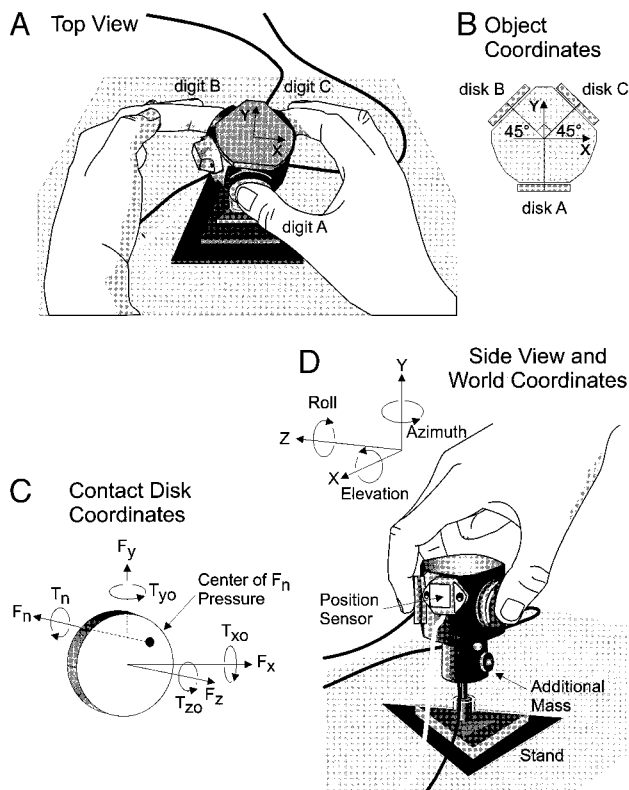 A Top View
digit B
digit C
Y
X
digit A
B Object
Coordinates
disk B
disk C
Y
45°
45°
X
disk A
D Side View and
World Coordinates
Y
Roll
Z
Azimuth
X
Elevation
C Contact Disk
Coordinates
Fy
Tn
Tyo
Center of Fn
Pressure
Fn
Txo
Fx
Tzo
Fz
Position
Sensor
Additional
Mass
Stand